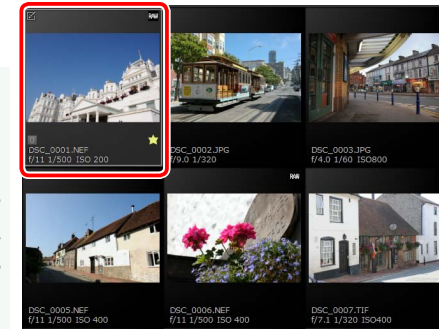 RAW
DSC_0001.NEF
f/11 1/500 ISO 200
DSC_0002.JPG
f/9.0 1/320
DSC_0003.JPG
f/4.0 1/60 ISO800
RAW
DSC_0005.NEF
f/11 1/500 ISO 400
DSC_0006.NEF
f/11 1/500 ISO 400
DSC_0007.TIF
f/7.1 1/320 ISO400